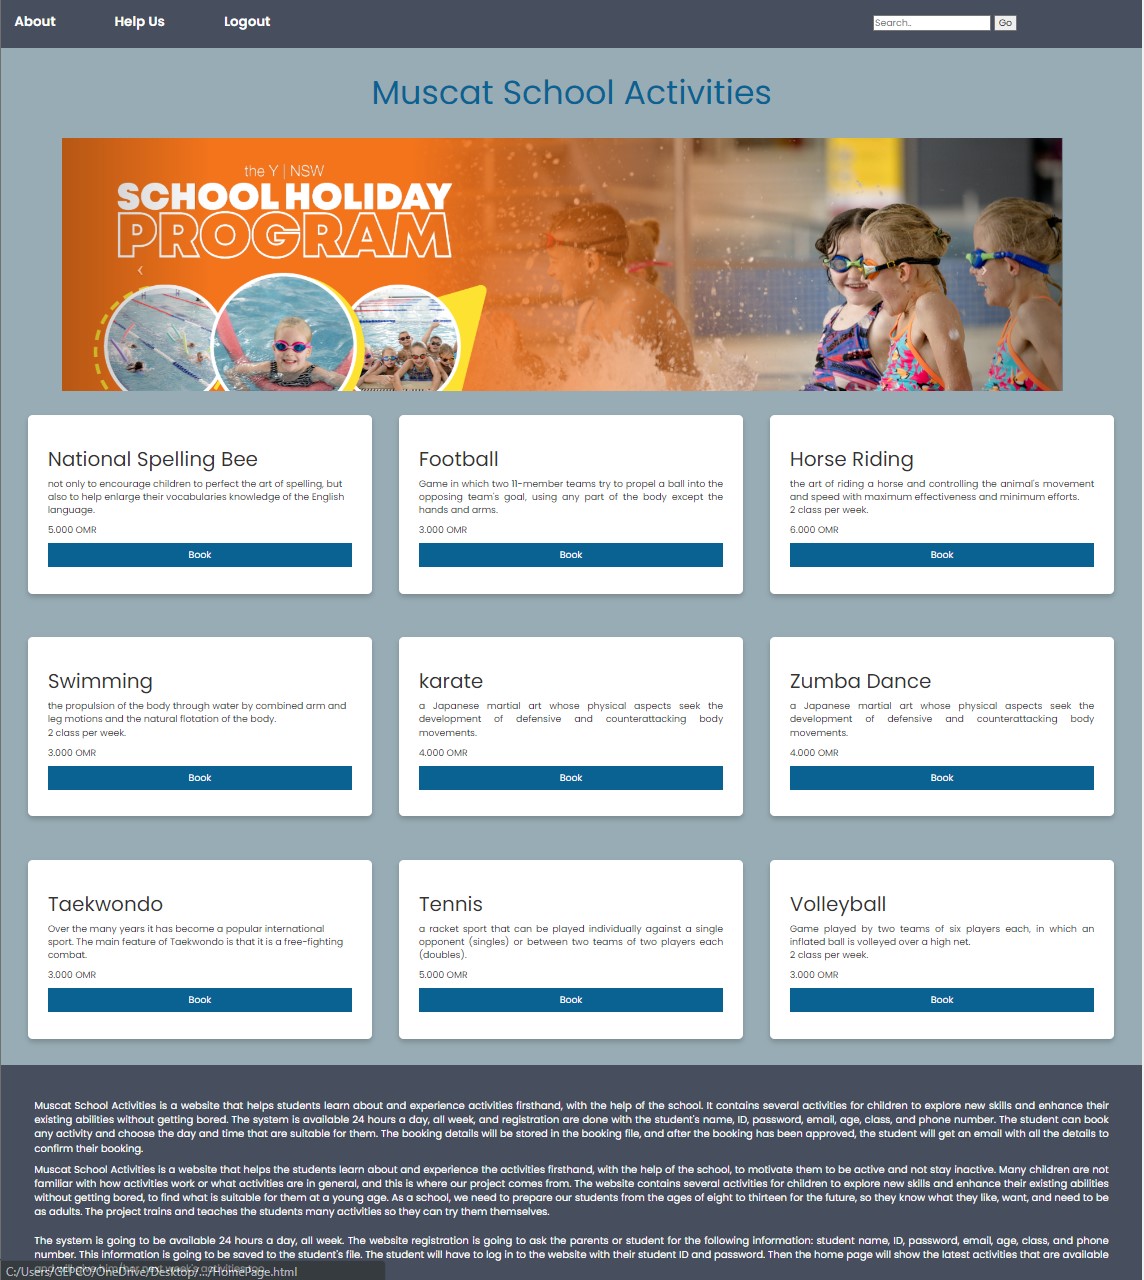 About Help Us Logout Search.. Go
Muscat School Activities
the Y | NSW
SCHOOL HOLIDAY
PROGRAM
National Spelling Bee
not only to encourage children to perfect the art of spelling, but
also to help enlarge their vocabularies knowledge of the English
language.
5.000 OMR
Book
Football
Game in which two 11-member teams try to propel a ball into the
opposing team's goal, using any part of the body except the
hands and arms.
3.000 OMR
Book
Horse Riding
the art of riding a horse and controlling the animal's movement
and speed with maximum effectiveness and minimum efforts.
2 class per week.
6.000 OMR
Book
Swimming
the propulsion of the body through water by combined arm and
leg motions and the natural flotation of the body.
2 class per week.
3.000 OMR
Book
karate
a Japanese martial art whose physical aspects seek the
development of defensive and counterattacking body
movements.
4.000 OMR
Book
Zumba Dance
a Japanese martial art whose physical aspects seek the
development of defensive and counterattacking body
movements.
4.000 OMR
Book
Taekwondo
Over the many years it has become a popular international
sport. The main feature of Taekwondo is that it is a free-fighting
combat.
3.000 OMR
Book
Tennis
a racket sport that can be played individually against a single
opponent (singles) or between two teams of two players each
(doubles).
5.000 OMR
Book
Volleyball
Game played by two teams of six players each, in which an
inflated ball is volleyed over a high net.
2 class per week.
3.000 OMR
Book
Muscat School Activities is a website that helps students learn about and experience activities firsthand, with the help of the school. It contains several activities for children to explore new skills and enhance their
existing abilities without getting bored. The system is available 24 hours a day, all week, and registration are done with the student's name, ID, password, email, age, class, and phone number. The student can book
any activity and choose the day and time that are suitable for them. The booking details will be stored in the booking file, and after the booking has been approved, the student will get an email with all the details to
confirm their booking.
Muscat School Activities is a website that helps the students learn about and experience the activities firsthand, with the help of the school, to motivate them to be active and not stay inactive. Many children are not
familiar with how activities work or what activities are in general, and this is where our project comes from. The website contains several activities for children to explore new skills and enhance their existing abilities
without getting bored, to find what is suitable for them at a young age. As a school, we need to prepare our students from the ages of eight to thirteen for the future, so they know what they like, want, and need to be
as adults. The project trains and teaches the students many activities so they can try them themselves.
The system is going to be available 24 hours a day, all week. The website registration is going to ask the parents or student for the following information: student name, ID, password, email, age, class, and phone
number. This information is going to be saved to the student's file. The student will have to log in to the website with their student ID and password. Then the home page will show the latest activities that are available
C:/Users/GEPCO/OneDrive/Desktop/.../HomePage.html